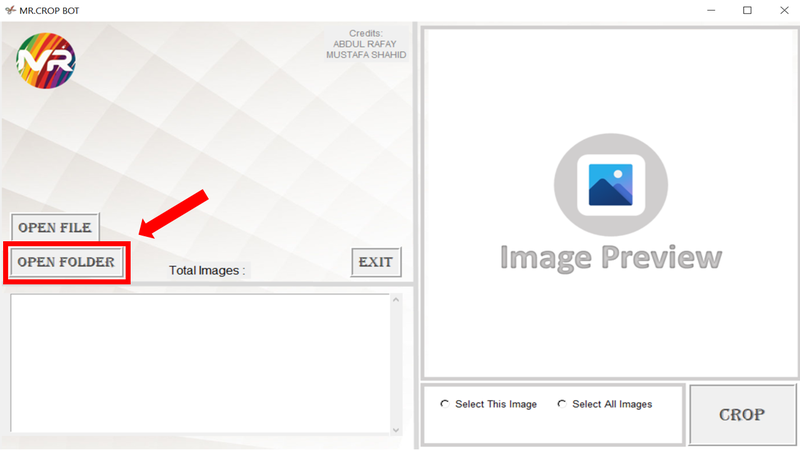 MR.CROP BOT
Credits:
ABDUL RAFAY
MUSTAFA SHAHID
MR
OPEN FILE
OPEN FOLDER
Total Images :
EXIT
Image Preview
Select This Image
Select All Images
CROP